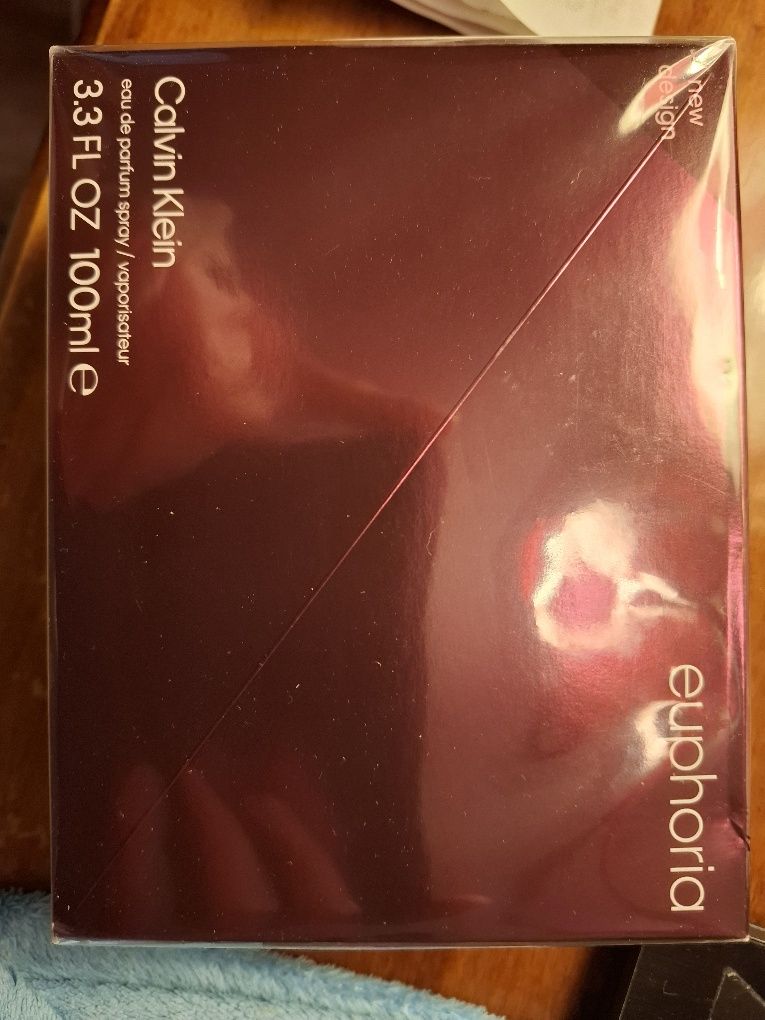 new
design
euphoria
Calvin Klein
eau de parfum spray / vaporisateur
3.3 FL OZ 100ml e